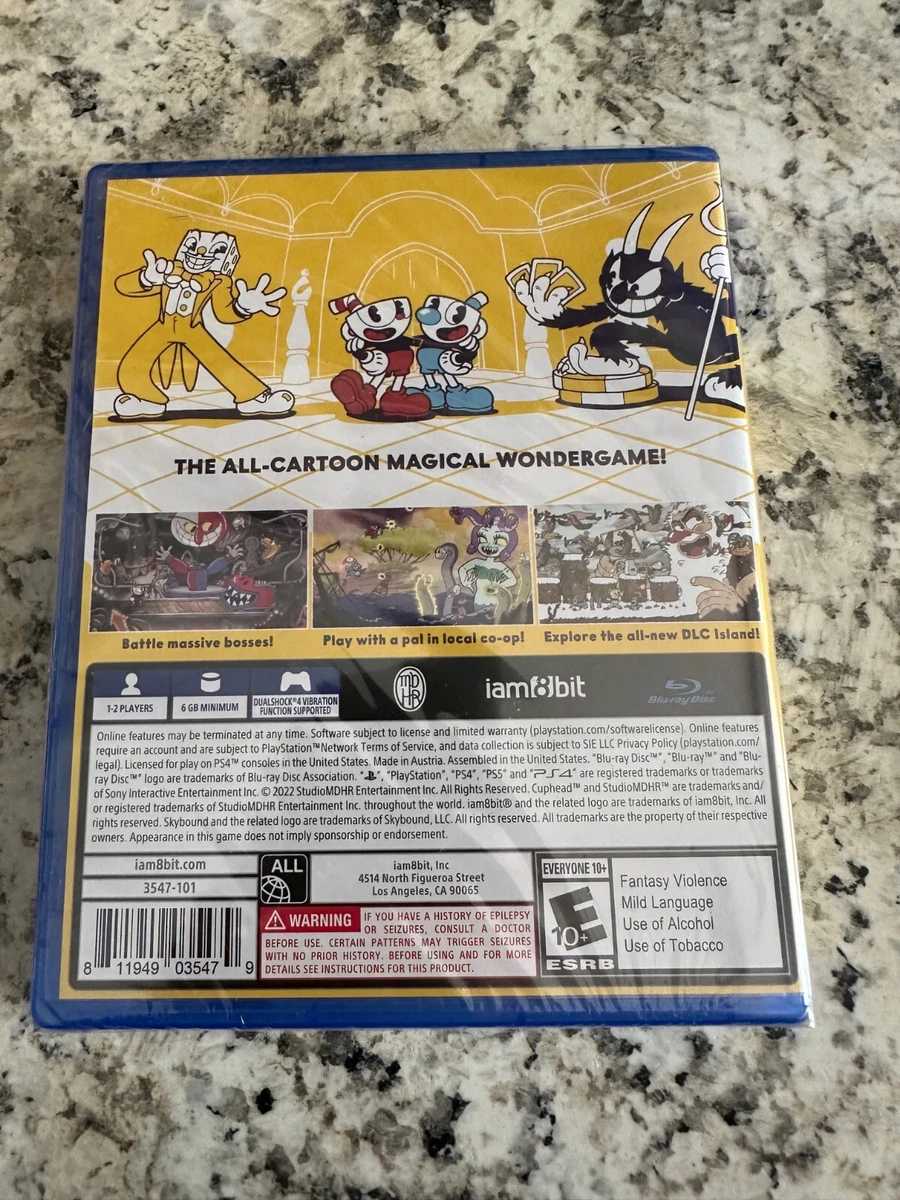 THE ALL-CARTOON MAGICAL WONDERGAME!
Battle massive bosses!
Play with a pal in local co-op!
Explore the all-new DLC Island!
1-2 PLAYERS
6 GB MINIMUM
DUALSHOCK®4 VIBRATION
FUNCTION SUPPORTED
mD
HR
iam8bit
Blu-ray Disc™
Online features may be terminated at any time. Software subject to license and limited warranty (playstation.com/softwarelicense). Online features
require an account and are subject to PlayStation™Network Terms of Service, and data collection is subject to SIE LLC Privacy Policy (playstation.com/
legal). Licensed for play on PS4™ consoles in the United States. Made in Austria. Assembled in the United States. "Blu-ray Disc™", "Blu-ray™" and "Blu-
ray Disc™" logo are trademarks of Blu-ray Disc Association. "PS", "PlayStation", "PS4", "PS5" and "PS4" are registered trademarks or trademarks
of Sony Interactive Entertainment Inc. © 2022 StudioMDHR Entertainment Inc. All Rights Reserved. Cuphead™ and StudioMDHR™ are trademarks and/
or registered trademarks of StudioMDHR Entertainment Inc. throughout the world. iam8bit® and the related logo are trademarks of iam8bit, Inc. All
rights reserved. Skybound and the related logo are trademarks of Skybound, LLC. All rights reserved. All trademarks are the property of their respective
owners. Appearance in this game does not imply sponsorship or endorsement.
iam8bit.com
3547-101
8 11949 03547 9
ALL
iam8bit, Inc
4514 North Figueroa Street
Los Angeles, CA 90065
WARNING IF YOU HAVE A HISTORY OF EPILEPSY
OR SEIZURES, CONSULT A DOCTOR
BEFORE USE. CERTAIN PATTERNS MAY TRIGGER SEIZURES
WITH NO PRIOR HISTORY. BEFORE USING AND FOR MORE
DETAILS SEE INSTRUCTIONS FOR THIS PRODUCT.
EVERYONE 10+
E
10+
ESRB
Fantasy Violence
Mild Language
Use of Alcohol
Use of Tobacco